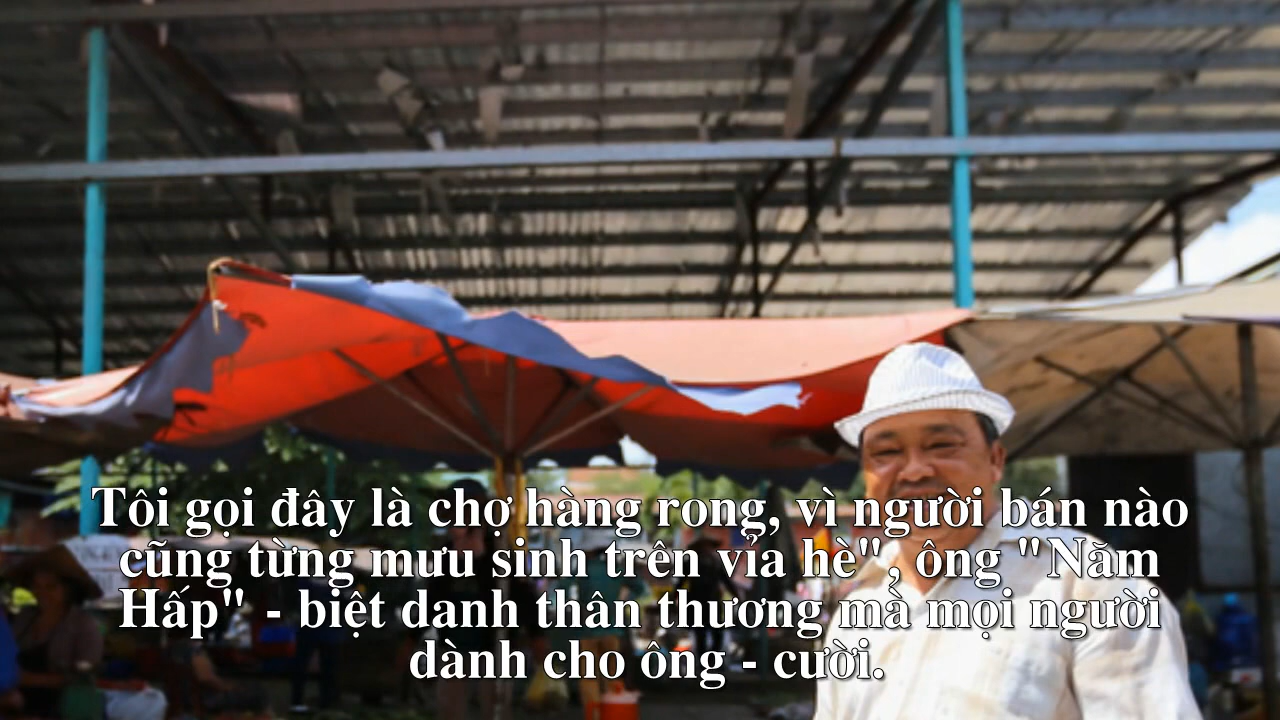 Tôi gọi đây là chợ hàng rong, vì người bán nào
cũng từng mưu sinh trên vỉa hè", ông "Năm
Hấp" - biệt danh thân thương mà mọi người
dành cho ông - cười.